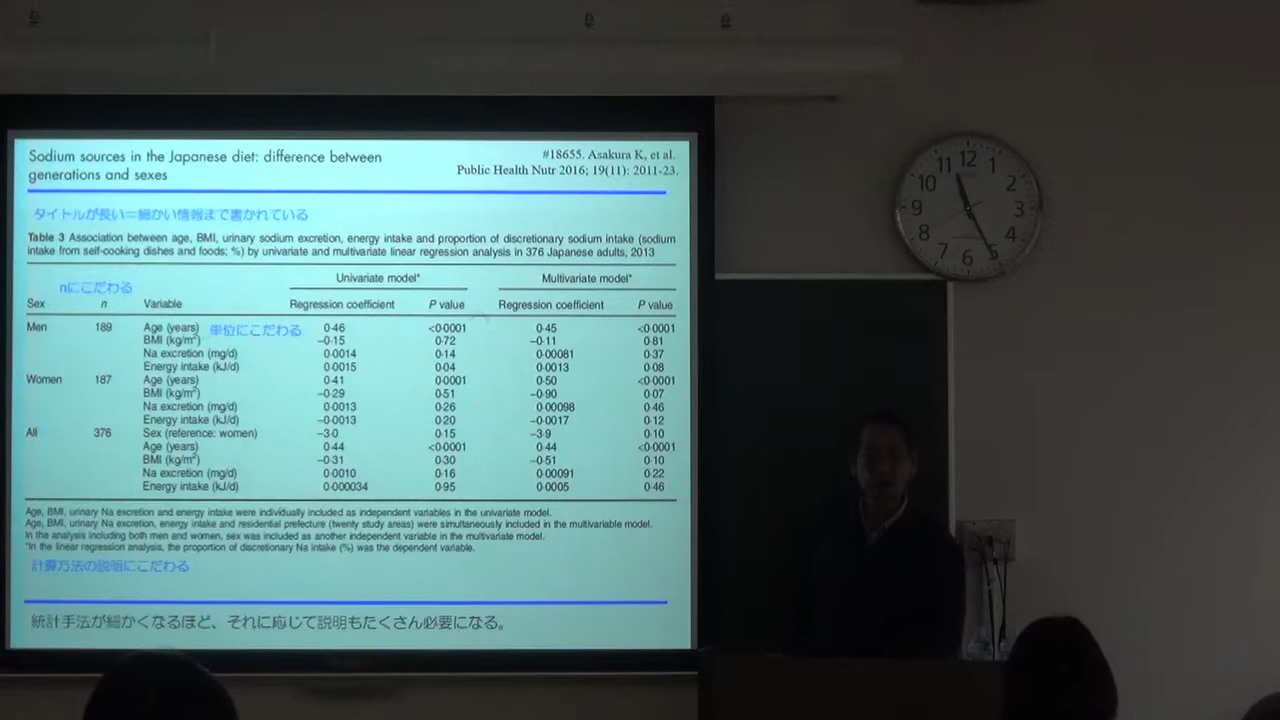 Sodium sources in the Japanese diet: difference between
generations and sexes
#18655. Asakura K, et al.
Public Health Nutr 2016; 19(11): 2011-23.
タイトルが長い＝細かい情報まで書かれている
Table 3 Association between age, BMI, urinary sodium excretion, energy intake and proportion of discretionary sodium intake (sodium
intake from self-cooking dishes and foods; %) by univariate and multivariate linear regression analysis in 376 Japanese adults, 2013
nにこだわる
Univariate model* Multivariate model*
Sex n Variable Regression coefficient P value Regression coefficient P value
Men 189 Age (years) 単位にこだわる 0·46 <0·0001 0·45 <0·0001
BMI (kg/m²) −0·15 0·72 −0·11 0·81
Na excretion (mg/d) 0·0014 0·14 0·00081 0·37
Energy intake (kJ/d) 0·0015 0·04 0·0013 0·08
Women 187 Age (years) 0·41 0·0001 0·50 <0·0001
BMI (kg/m²) −0·29 0·51 −0·90 0·07
Na excretion (mg/d) 0·0013 0·26 0·00098 0·46
Energy intake (kJ/d) −0·0013 0·20 −0·0017 0·12
All 376 Sex (reference: women) −3·0 0·15 −3·9 0·10
Age (years) 0·44 <0·0001 0·44 <0·0001
BMI (kg/m²) −0·31 0·30 −0·51 0·10
Na excretion (mg/d) 0·0010 0·16 0·00091 0·22
Energy intake (kJ/d) 0·000034 0·95 0·0005 0·46
Age, BMI, urinary Na excretion and energy intake were individually included as independent variables in the univariate model.
Age, BMI, urinary Na excretion, energy intake and residential prefecture (twenty study areas) were simultaneously included in the multivariable model.
In the analysis including both men and women, sex was included as another independent variable in the multivariate model.
*In the linear regression analysis, the proportion of discretionary Na intake (%) was the dependent variable.
計算方法の説明にこだわる
統計手法が細かくなるほど、それに応じて説明もたくさん必要になる。
12
1
2
3
4
5
6
7
8
9
10
11